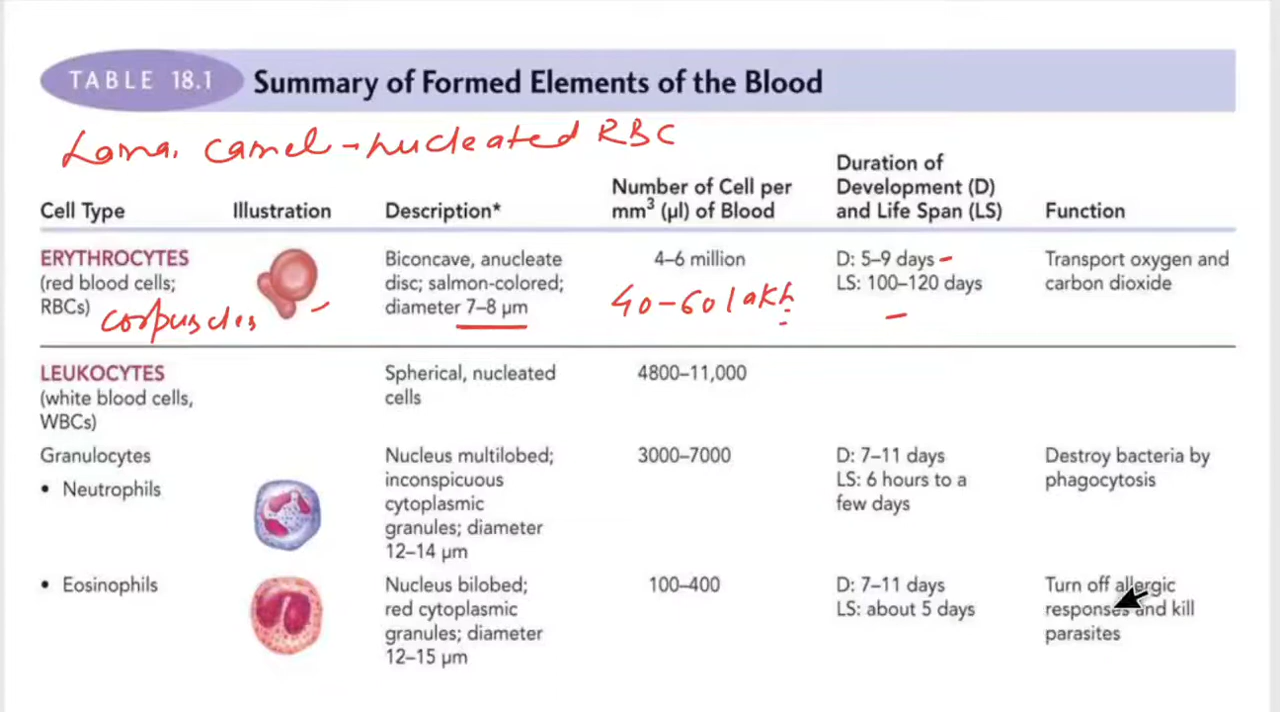 TABLE 18.1 Summary of Formed Elements of the Blood
Lama, camel → nucleated RBC
Cell Type
Illustration
Description*
Number of Cell per
mm³ (µl) of Blood
Duration of
Development (D)
and Life Span (LS)
Function
ERYTHROCYTES
(red blood cells;
RBCs) corpuscles
Biconcave, anucleate
disc; salmon-colored;
diameter 7–8 µm
4–6 million
40–60 lakh
D: 5–9 days
LS: 100–120 days
Transport oxygen and
carbon dioxide
LEUKOCYTES
(white blood cells,
WBCs)
Spherical, nucleated
cells
4800–11,000
Granulocytes
• Neutrophils
Nucleus multilobed;
inconspicuous
cytoplasmic
granules; diameter
12–14 µm
3000–7000
D: 7–11 days
LS: 6 hours to a
few days
Destroy bacteria by
phagocytosis
• Eosinophils
Nucleus bilobed;
red cytoplasmic
granules; diameter
12–15 µm
100–400
D: 7–11 days
LS: about 5 days
Turn off allergic
responses and kill
parasites